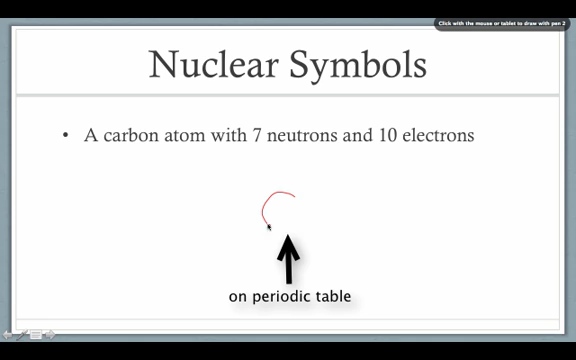 Click with the mouse or tablet to draw with pen 2
Nuclear Symbols
• A carbon atom with 7 neutrons and 10 electrons
on periodic table